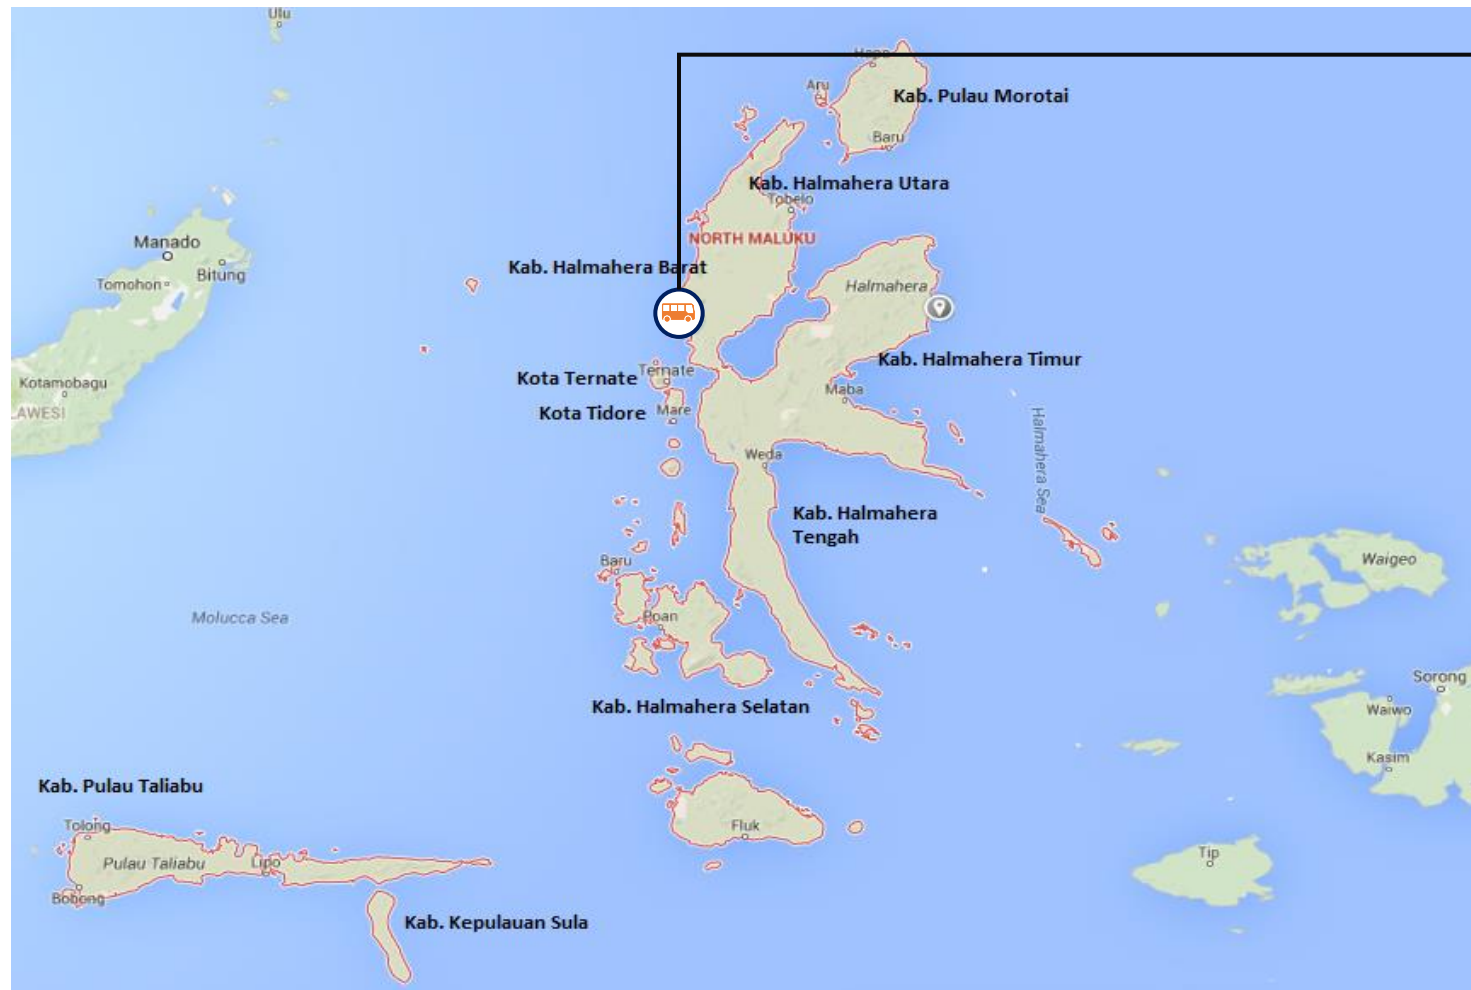 Ulu
Hapo
Aru
Kab. Pulau Morotai
Baru
Kab. Halmahera Utara
Tobelo
NORTH MALUKU
Manado
Bitung
Tomohon
Kab. Halmahera Barat
Halmahera
Kab. Halmahera Timur
Kota Ternate
Ternate
Kotamobagu
LAWESI
Maba
Kota Tidore
Mare
Halmahera Sea
Weda
Kab. Halmahera
Tengah
Baru
Waigeo
Molucca Sea
Poan
Sorong
Kab. Halmahera Selatan
Waiwo
Kasim
Kab. Pulau Taliabu
Tolong
Fluk
Pulau Taliabu
Lipo
Tip
Bobong
Kab. Kepulauan Sula